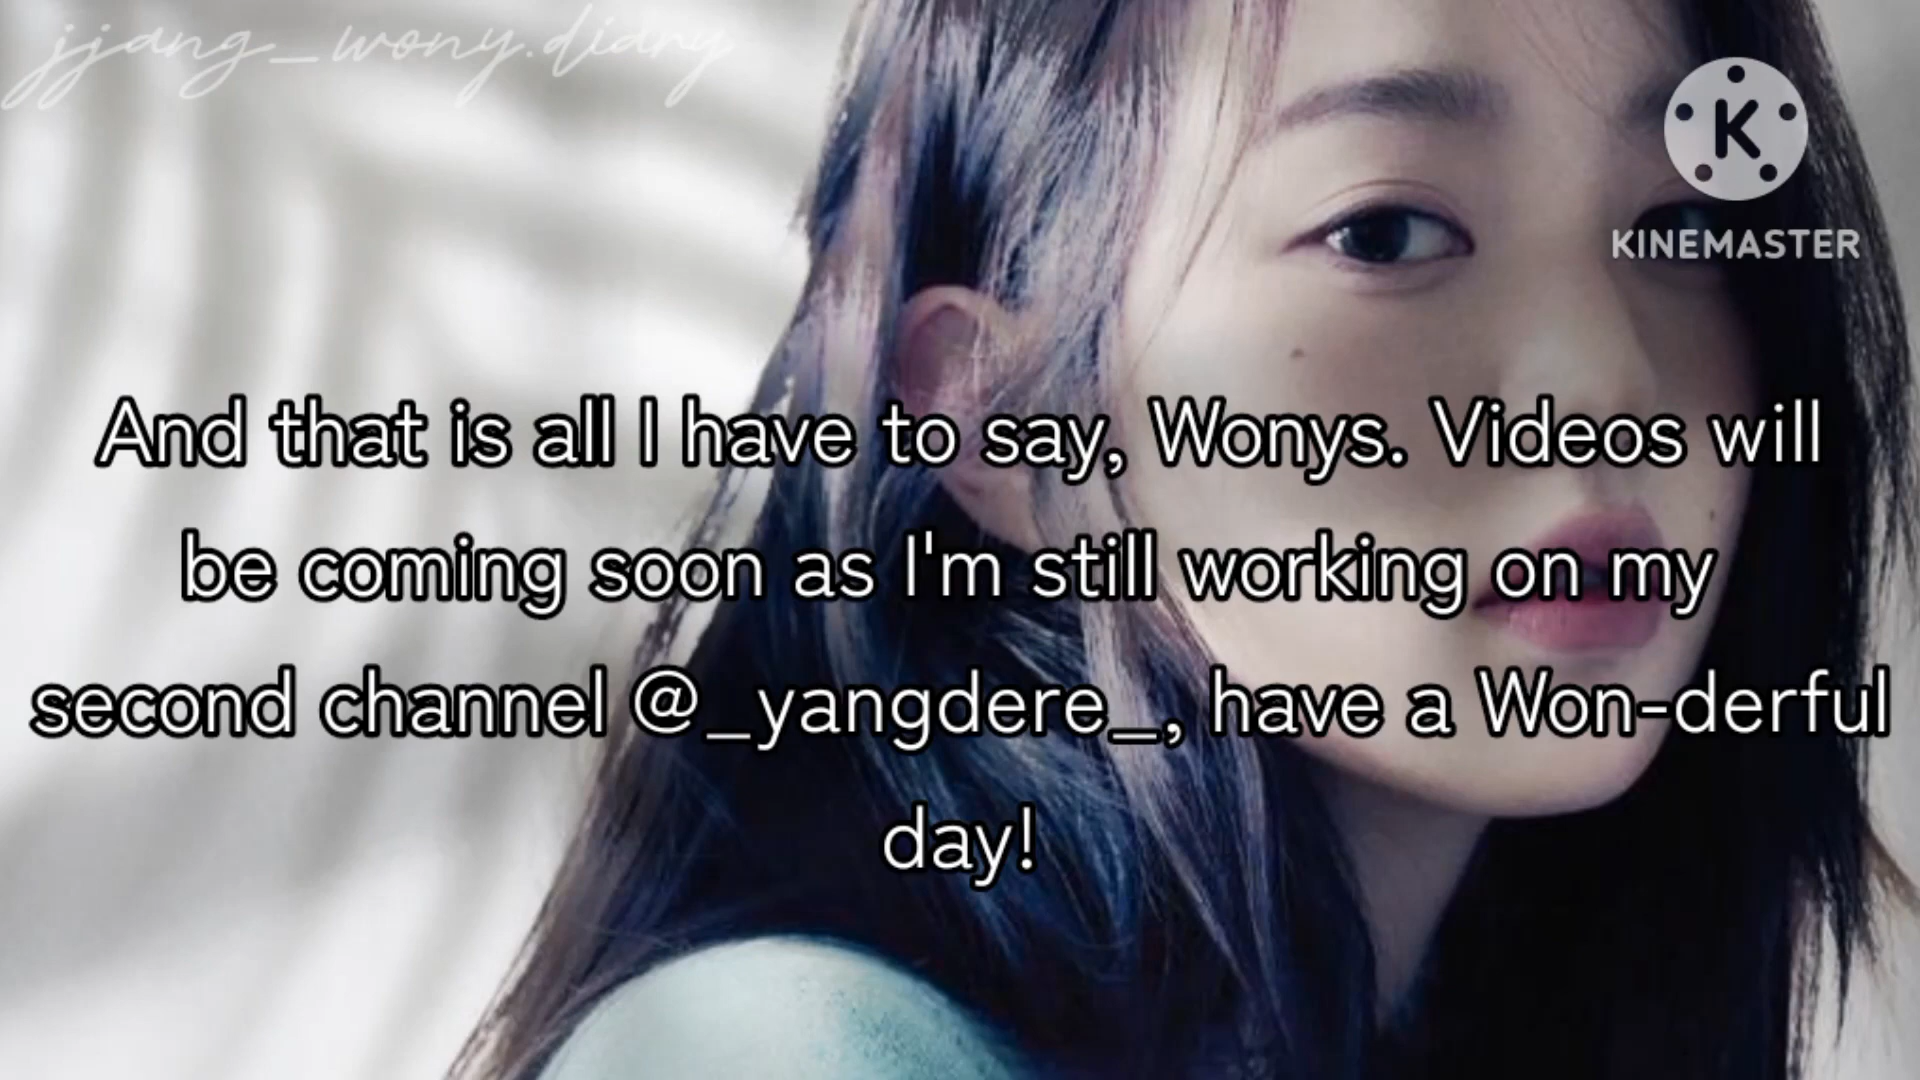 jjang_wony.diary
K
KINEMASTER
And that is all I have to say, Wonys. Videos will
be coming soon as I'm still working on my
second channel @_yangdere_, have a Won-derful
day!